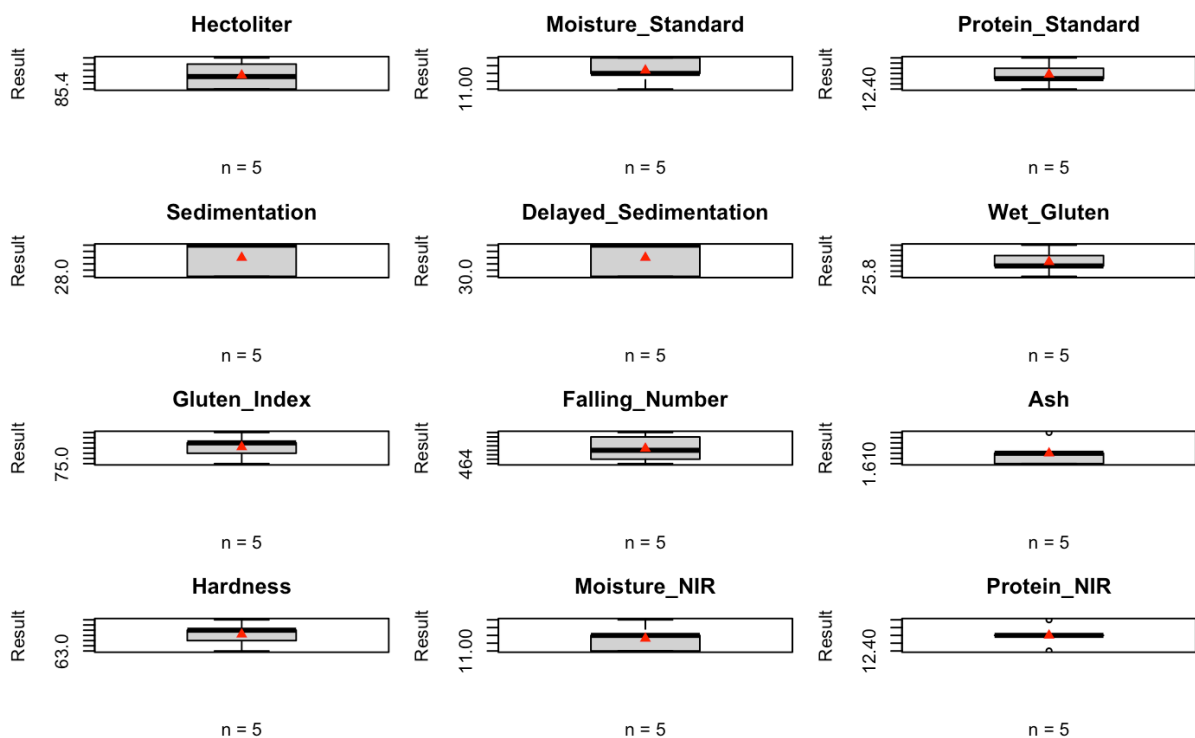 Hectoliter
Result
85.4
n = 5
Moisture_Standard
Result
11.00
n = 5
Protein_Standard
Result
12.40
n = 5
Sedimentation
Result
28.0
n = 5
Delayed_Sedimentation
Result
30.0
n = 5
Wet_Gluten
Result
25.8
n = 5
Gluten_Index
Result
75.0
n = 5
Falling_Number
Result
464
n = 5
Ash
Result
1.610
n = 5
Hardness
Result
63.0
n = 5
Moisture_NIR
Result
11.00
n = 5
Protein_NIR
Result
12.40
n = 5